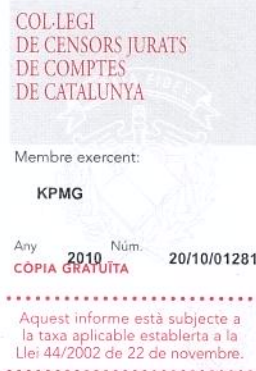 COL·LEGI
DE CENSORS JURATS
DE COMPTES
DE CATALUNYA
Membre exercent:
KPMG
Any 2010 Núm. 20/10/01281
CÒPIA GRATUÏTA
Aquest informe està subjecte a
la taxa aplicable establerta a la
Llei 44/2002 de 22 de novembre.